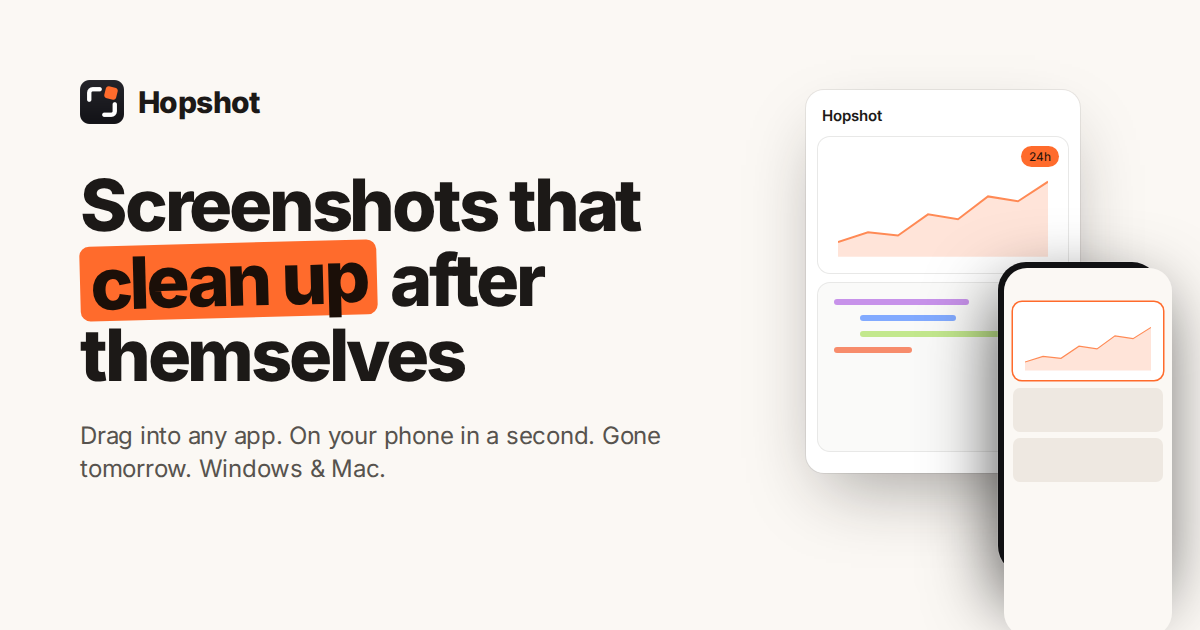 Hopshot
Screenshots that
clean up after
themselves
Drag into any app. On your phone in a second. Gone
tomorrow. Windows & Mac.
Hopshot
24h